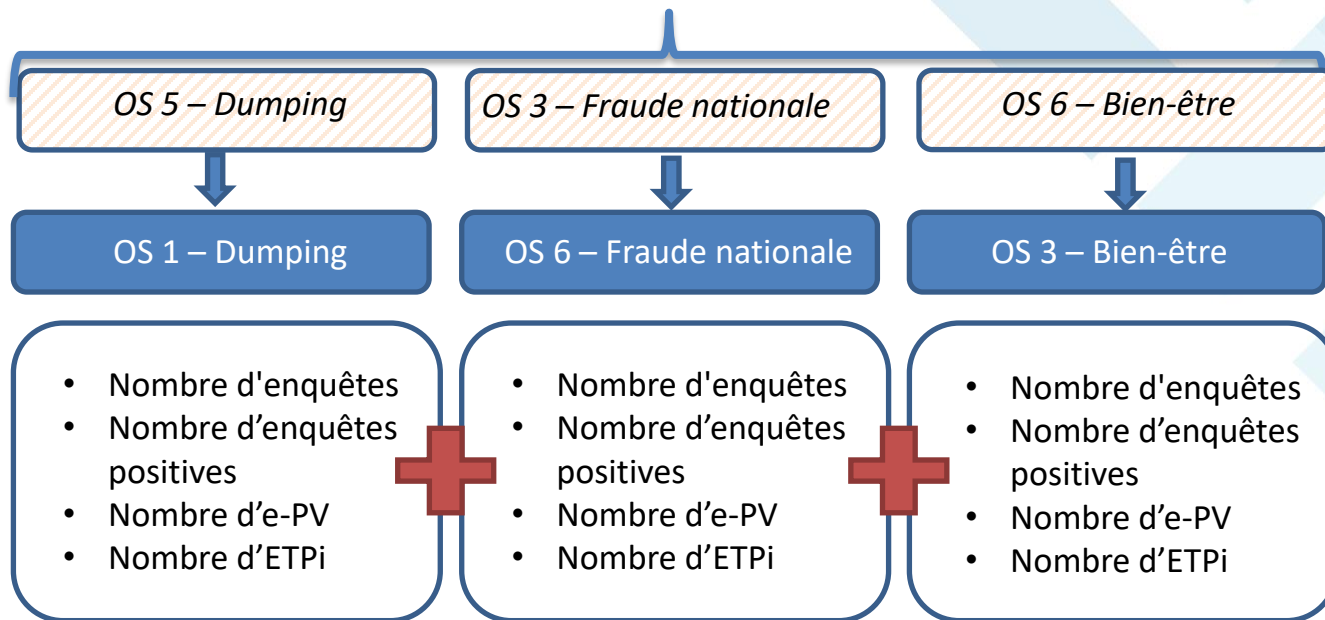 OS 5 – Dumping
OS 3 – Fraude nationale
OS 6 – Bien-être
OS 1 – Dumping
OS 6 – Fraude nationale
OS 3 – Bien-être
• Nombre d'enquêtes
• Nombre d’enquêtes
positives
• Nombre d’e-PV
• Nombre d’ETPi
• Nombre d'enquêtes
• Nombre d’enquêtes
positives
• Nombre d’e-PV
• Nombre d’ETPi
• Nombre d'enquêtes
• Nombre d’enquêtes
positives
• Nombre d’e-PV
• Nombre d’ETPi